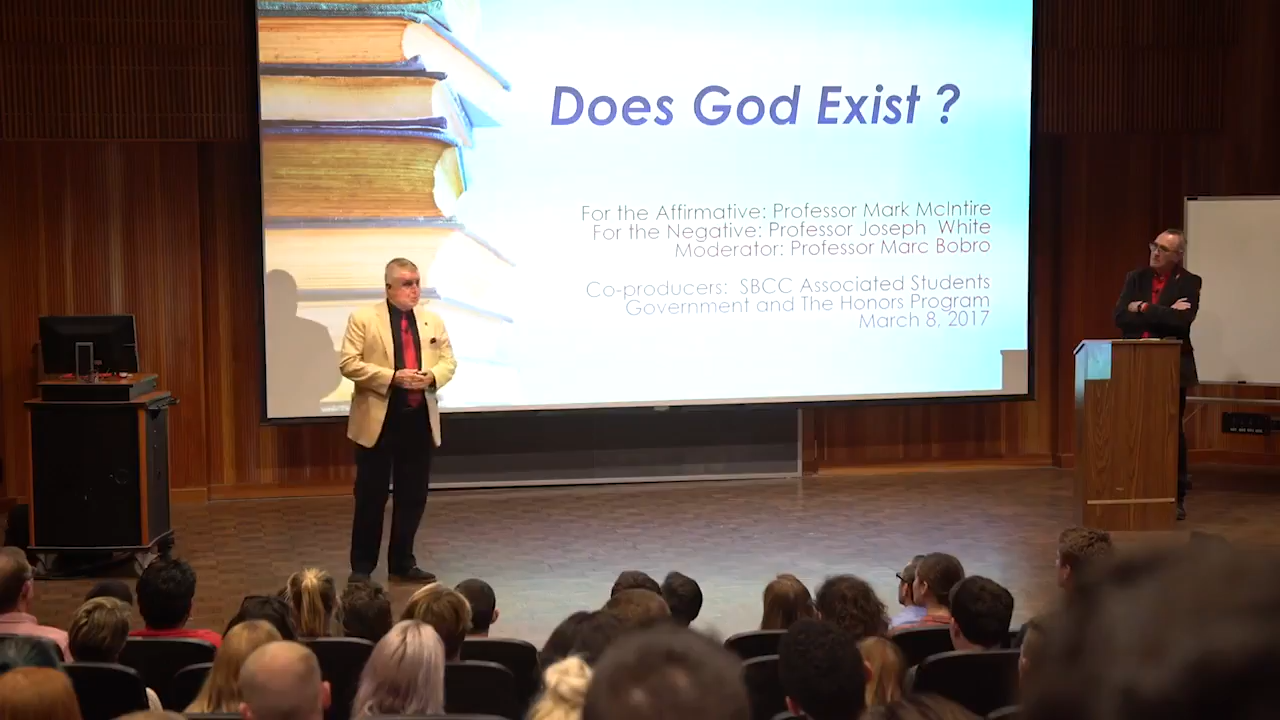 Does God Exist ?
For the Affirmative: Professor Mark McIntire
For the Negative: Professor Joseph White
Moderator: Professor Marc Bobro
Co-producers: SBCC Associated Students
Government and The Honors Program
March 8, 2017